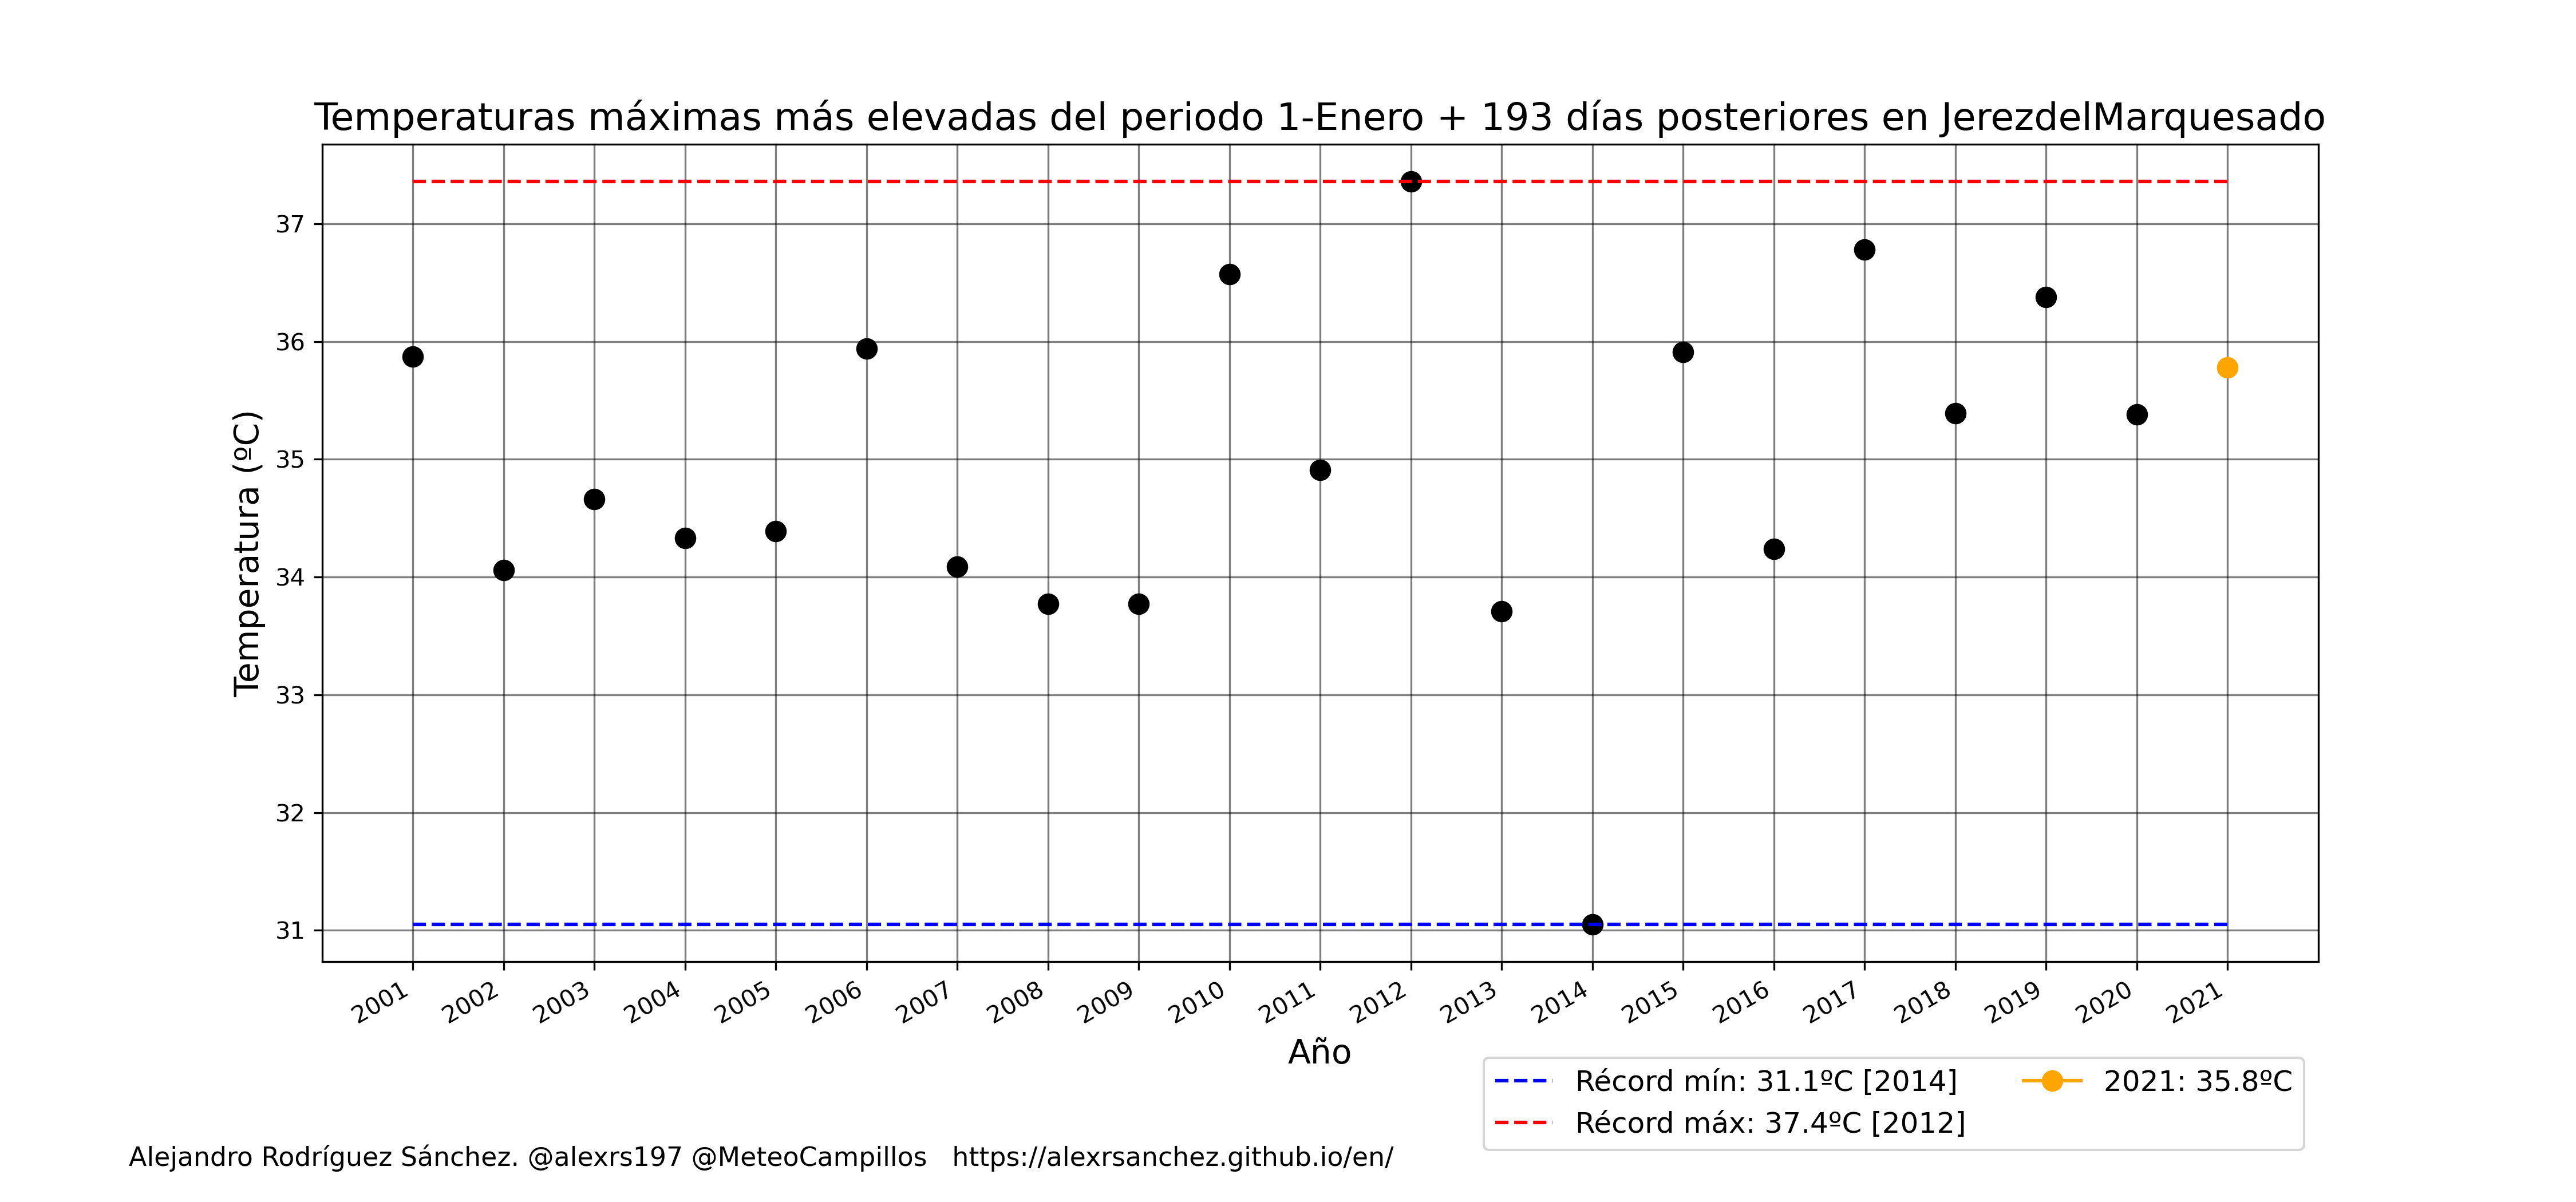 Temperaturas máximas más elevadas del periodo 1-Enero + 193 días posteriores en JerezdelMarquesado
Temperatura (ºC)
37
36
35
34
33
32
31
2001 2002 2003 2004 2005 2006 2007 2008 2009 2010 2011 2012 2013 2014 2015 2016 2017 2018 2019 2020 2021
Año
Récord mín: 31.1ºC [2014]
Récord máx: 37.4ºC [2012]
2021: 35.8ºC
Alejandro Rodríguez Sánchez. @alexrs197 @MeteoCampillos https://alexrsanchez.github.io/en/